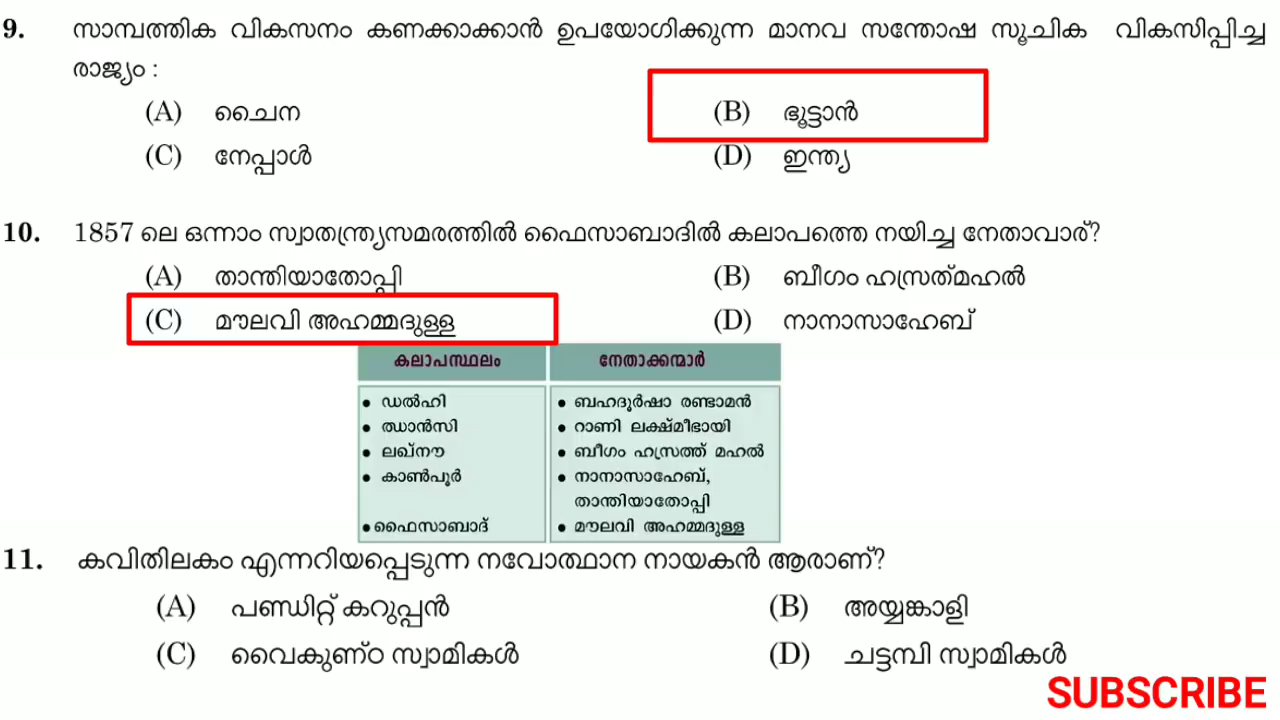 9. സാമ്പത്തിക വികസനം കണക്കാക്കാൻ ഉപയോഗിക്കുന്ന മാനവ സന്തോഷ സൂചിക വികസിപ്പിച്ച
രാജ്യം :
(A) ചൈന (B) ഭൂട്ടാൻ
(C) നേപ്പാൾ (D) ഇന്ത്യ
10. 1857 ലെ ഒന്നാം സ്വാതന്ത്ര്യസമരത്തിൽ ഫൈസാബാദിൽ കലാപത്തെ നയിച്ച നേതാവാര്?
(A) താന്തിയാതോപ്പി (B) ബീഗം ഹസ്രത്മഹൽ
(C) മൗലവി അഹമ്മദുള്ള (D) നാനാസാഹേബ്
കലാപസ്ഥലം നേതാക്കന്മാർ
• ഡൽഹി • ബഹദൂർഷാ രണ്ടാമൻ
• ഝാൻസി • റാണി ലക്ഷ്മീഭായി
• ലഖ്നൗ • ബീഗം ഹസ്രത്ത് മഹൽ
• കാൺപൂർ • നാനാസാഹേബ്,
താന്തിയാതോപ്പി
• ഫൈസാബാദ് • മൗലവി അഹമ്മദുള്ള
11. കവിതിലകം എന്നറിയപ്പെടുന്ന നവോത്ഥാന നായകൻ ആരാണ്?
(A) പണ്ഡിറ്റ് കറുപ്പൻ (B) അയ്യങ്കാളി
(C) വൈകുണ്ഠ സ്വാമികൾ (D) ചട്ടമ്പി സ്വാമികൾ
SUBSCRIBE